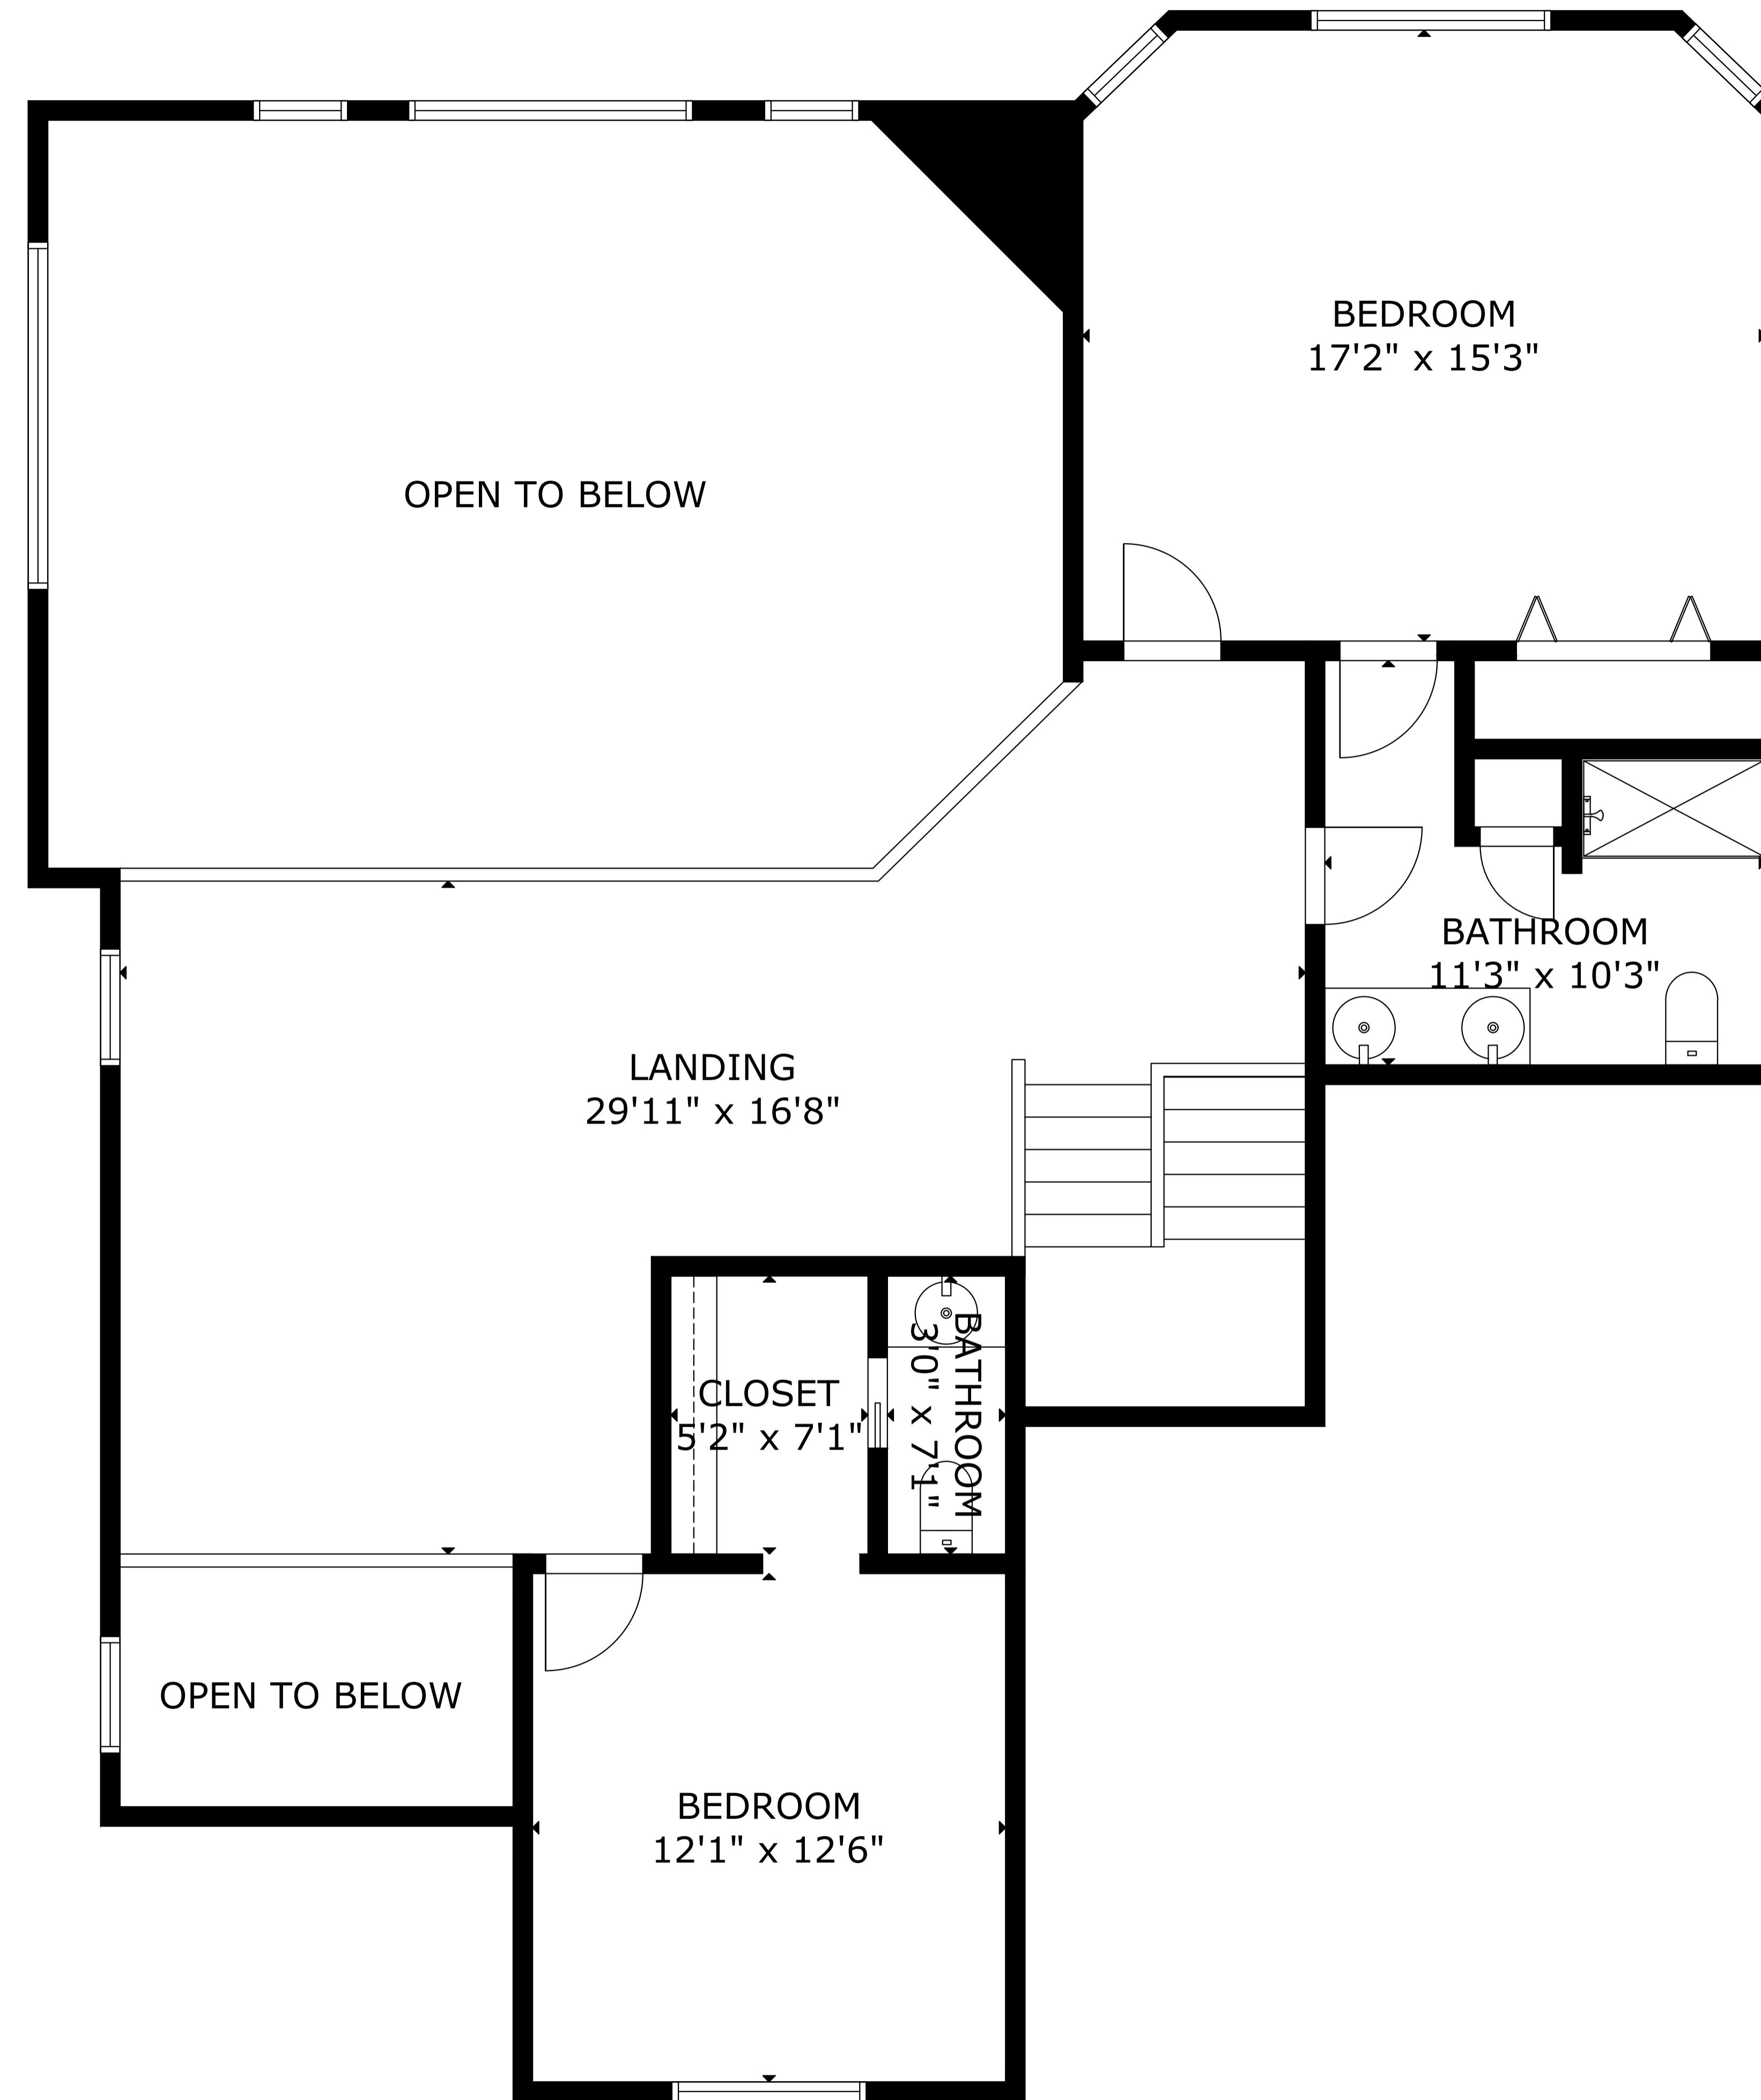 BEDROOM
17'2" x 15'3"
OPEN TO BELOW
BATHROOM
11'3" x 10'3"
LANDING
29'11" x 16'8"
CLOSET
5'2" x 7'1"
BATHROOM
3'0" x 7'1"
OPEN TO BELOW
BEDROOM
12'1" x 12'6"